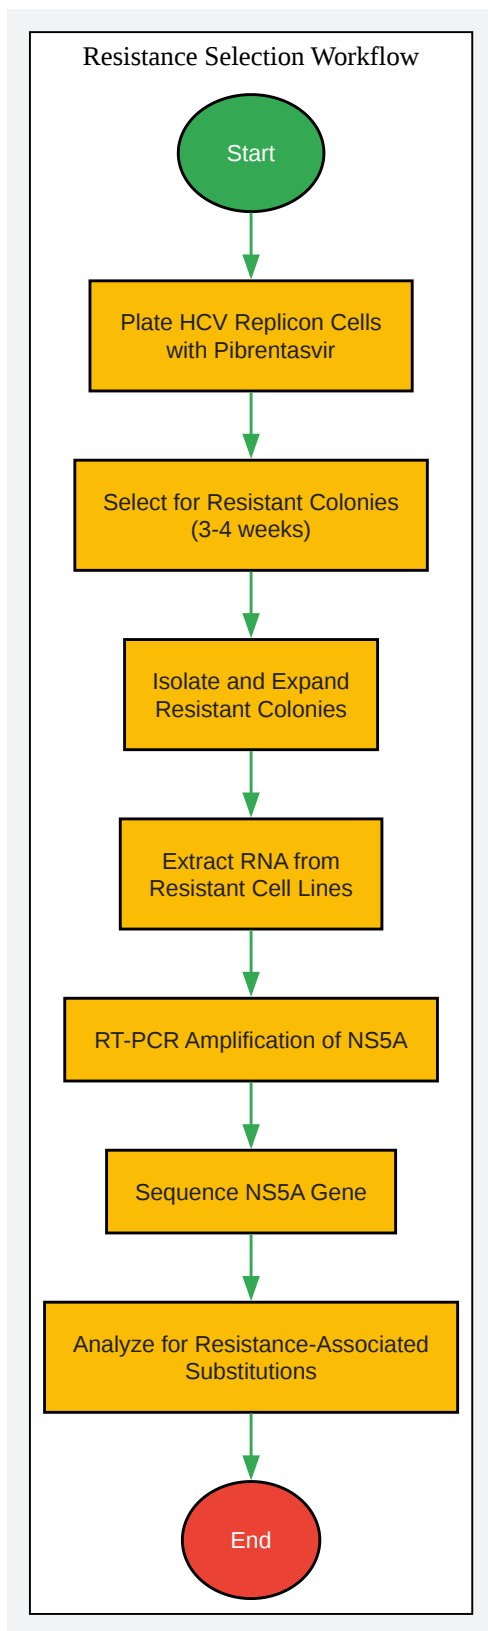 Resistance Selection Workflow
Start
Plate HCV Replicon Cells
with Pibrentasvir
Select for Resistant Colonies
(3-4 weeks)
Isolate and Expand
Resistant Colonies
Extract RNA from
Resistant Cell Lines
RT-PCR Amplification of NS5A
Sequence NS5A Gene
Analyze for Resistance-Associated
Substitutions
End